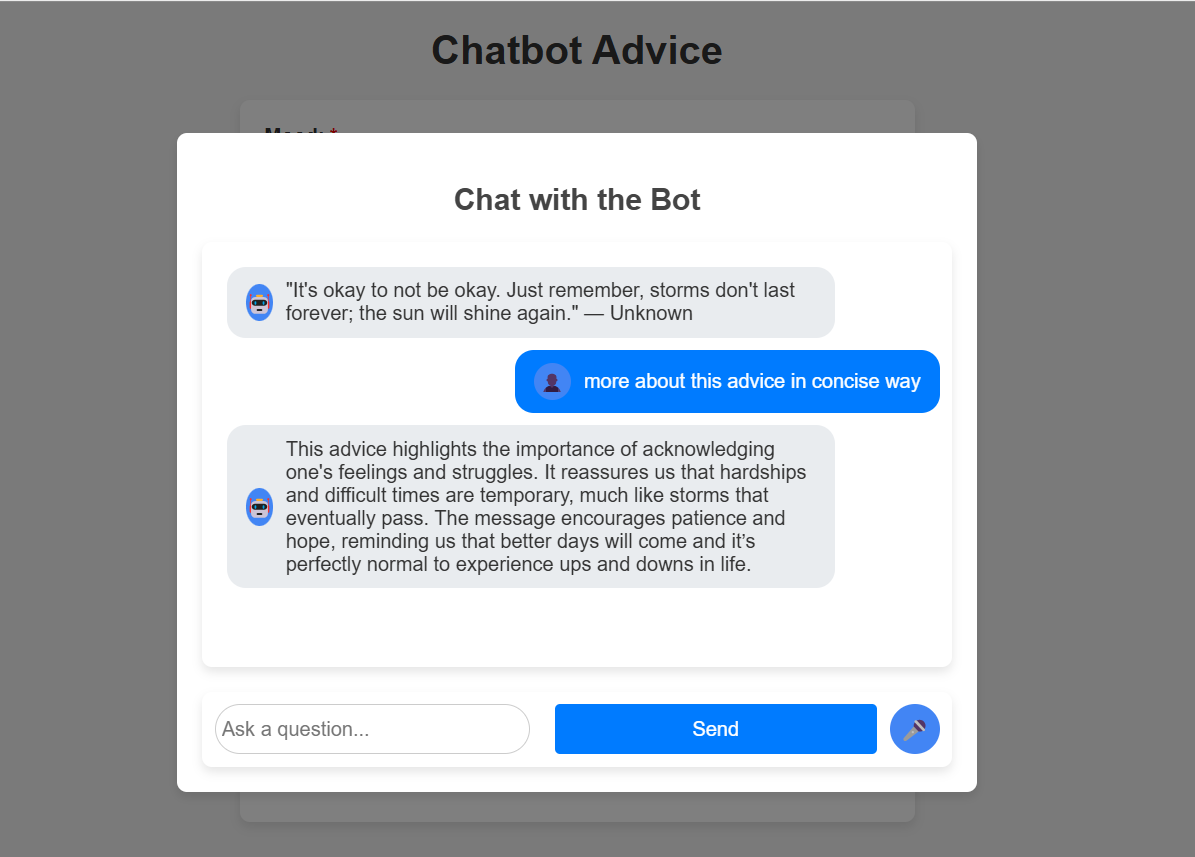 Chatbot Advice
Mood: *
Chat with the Bot
"It's okay to not be okay. Just remember, storms don't last
forever; the sun will shine again." — Unknown
more about this advice in concise way
This advice highlights the importance of acknowledging
one's feelings and struggles. It reassures us that hardships
and difficult times are temporary, much like storms that
eventually pass. The message encourages patience and
hope, reminding us that better days will come and it’s
perfectly normal to experience ups and downs in life.
Ask a question...
Send